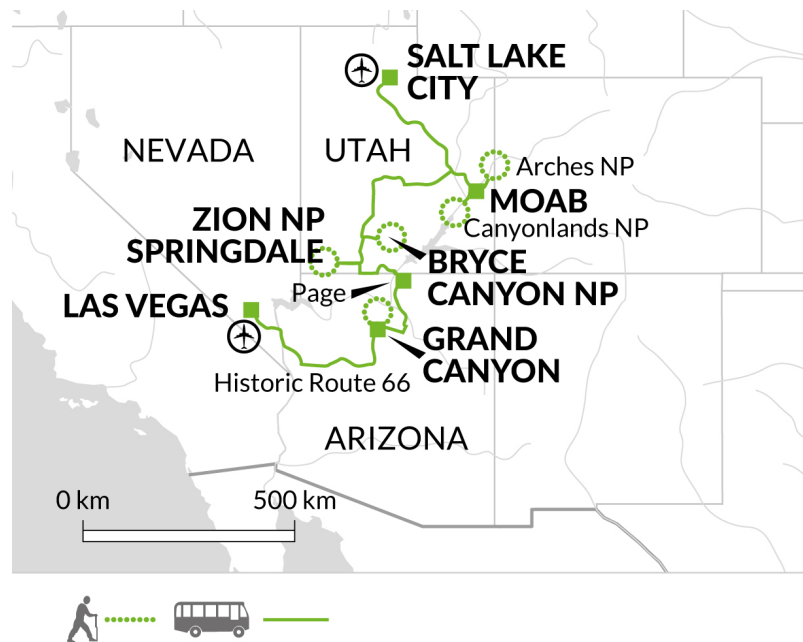 SALT LAKE
CITY
NEVADA
UTAH
Arches NP
MOAB
Canyonlands NP
ZION NP
SPRINGDALE
BRYCE
CANYON NP
Page
LAS VEGAS
GRAND
CANYON
Historic Route 66
ARIZONA
0 km
500 km